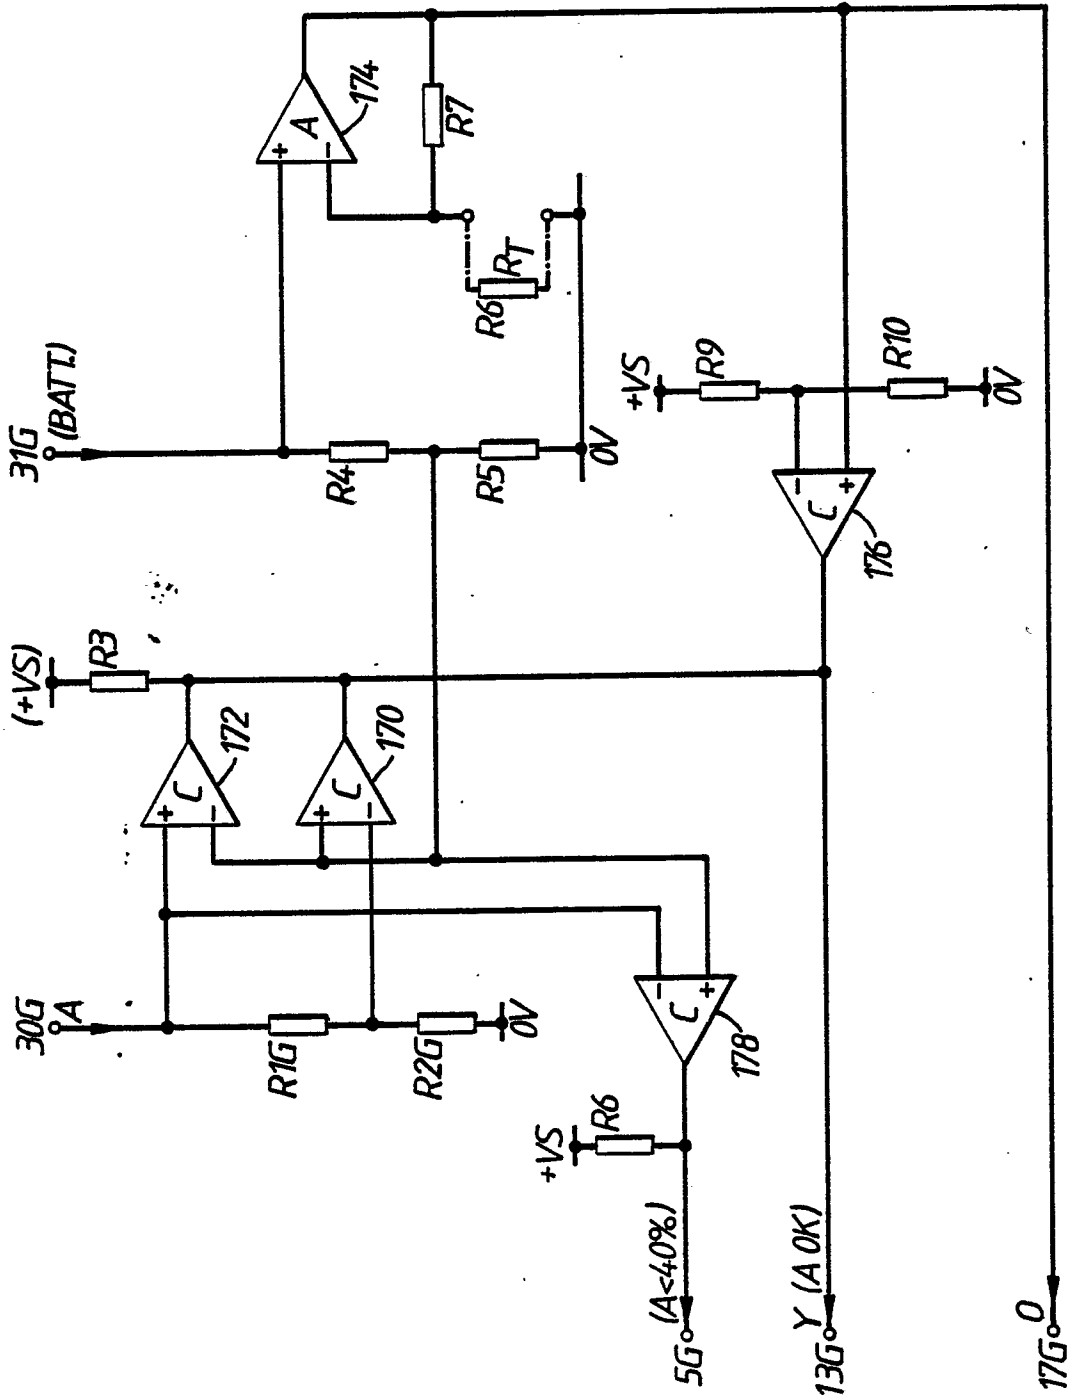 31G
(BATT.)
+
A
-
174
R7
R6
RT
R4
R5
0V
+VS
R9
R10
0V
-
C
+
176
(+VS)
R3
+
C
-
172
+
C
-
170
30G
A
R1G
R2G
0V
-
C
+
178
+VS
R6
(A<40%)
5G
Y (A OK)
13G
O
17G